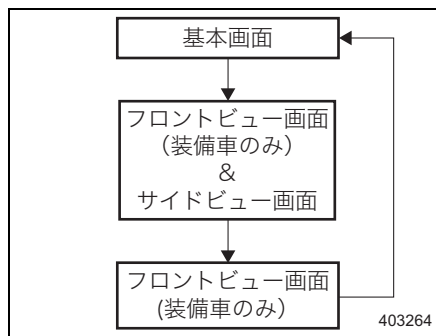 基本画面
フロントビュー画面
（装備車のみ）
&
サイドビュー画面
フロントビュー画面
(装備車のみ）
403264